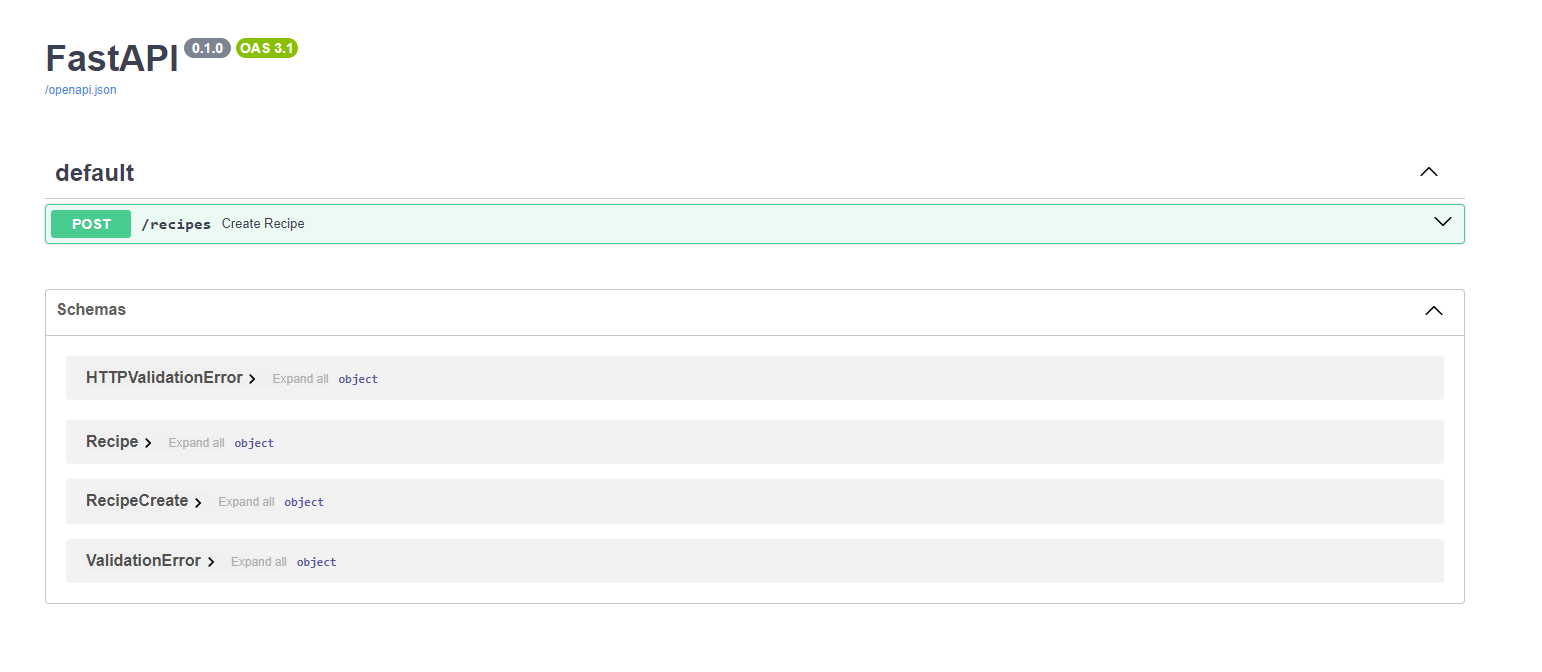 FastAPI 0.1.0 OAS 3.1
/openapi.json
default
POST /recipes Create Recipe
Schemas
HTTPValidationError Expand all object
Recipe Expand all object
RecipeCreate Expand all object
ValidationError Expand all object